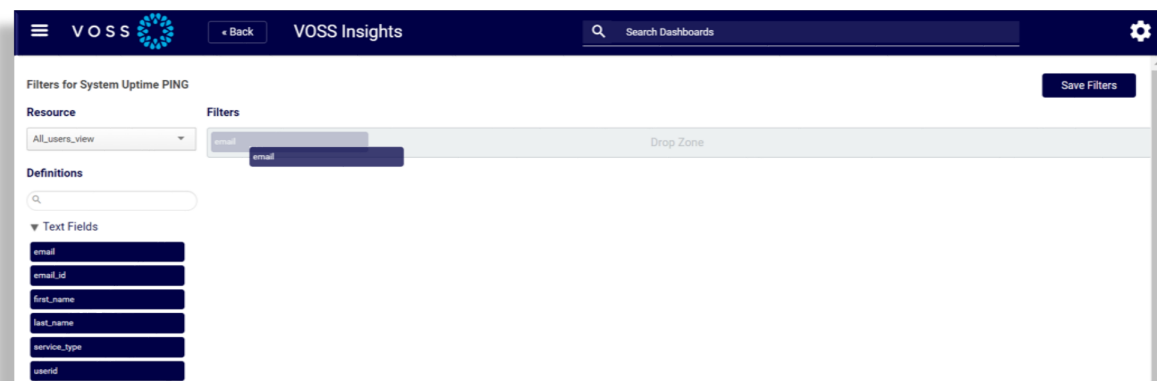 VOSS
« Back
VOSS Insights
Search Dashboards
Filters for System Uptime PING
Save Filters
Resource
Filters
All_users_view
email
Drop Zone
email
Definitions
Text Fields
email
email_id
first_name
last_name
service_type
userid